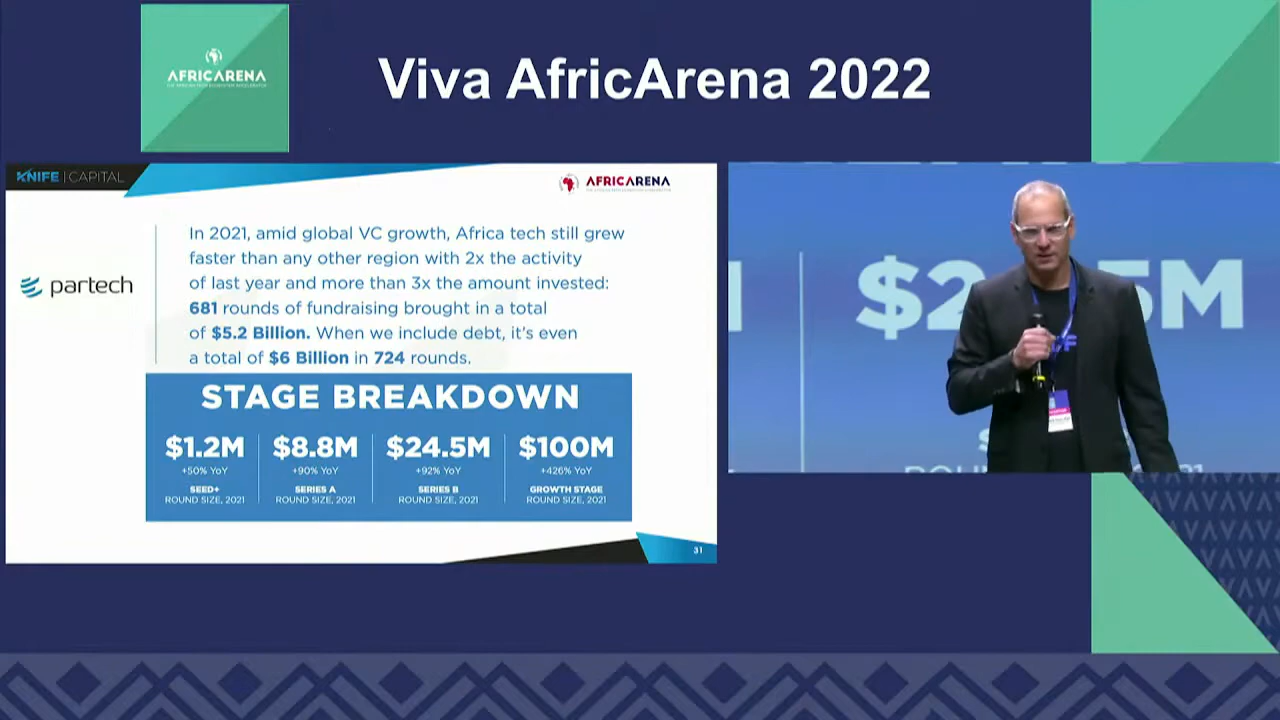 AFRICARENA
Viva AfricArena 2022
KNIFE | CAPITAL
AFRICARENA
partech
In 2021, amid global VC growth, Africa tech still grew
faster than any other region with 2x the activity
of last year and more than 3x the amount invested:
681 rounds of fundraising brought in a total
of $5.2 Billion. When we include debt, it's even
a total of $6 Billion in 724 rounds.
STAGE BREAKDOWN
$1.2M
+50% YoY
SEED+
ROUND SIZE, 2021
$8.8M
+90% YoY
SERIES A
ROUND SIZE, 2021
$24.5M
+92% YoY
SERIES B
ROUND SIZE, 2021
$100M
+426% YoY
GROWTH STAGE
ROUND SIZE, 2021
31